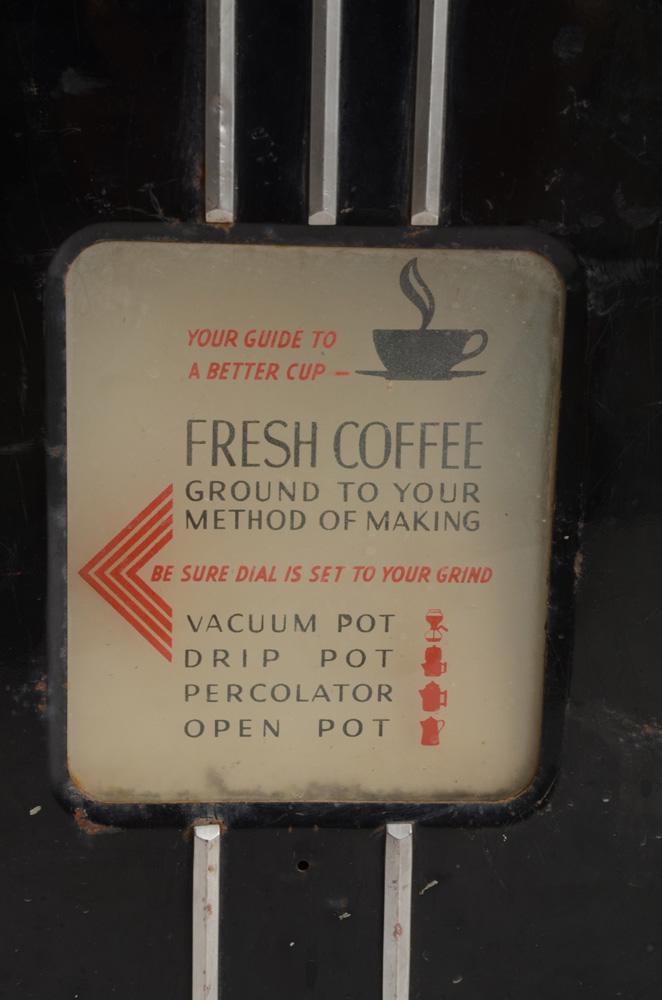 YOUR GUIDE TO
A BETTER CUP —
FRESH COFFEE
GROUND TO YOUR
METHOD OF MAKING
BE SURE DIAL IS SET TO YOUR GRIND
VACUUM POT
DRIP POT
PERCOLATOR
OPEN POT